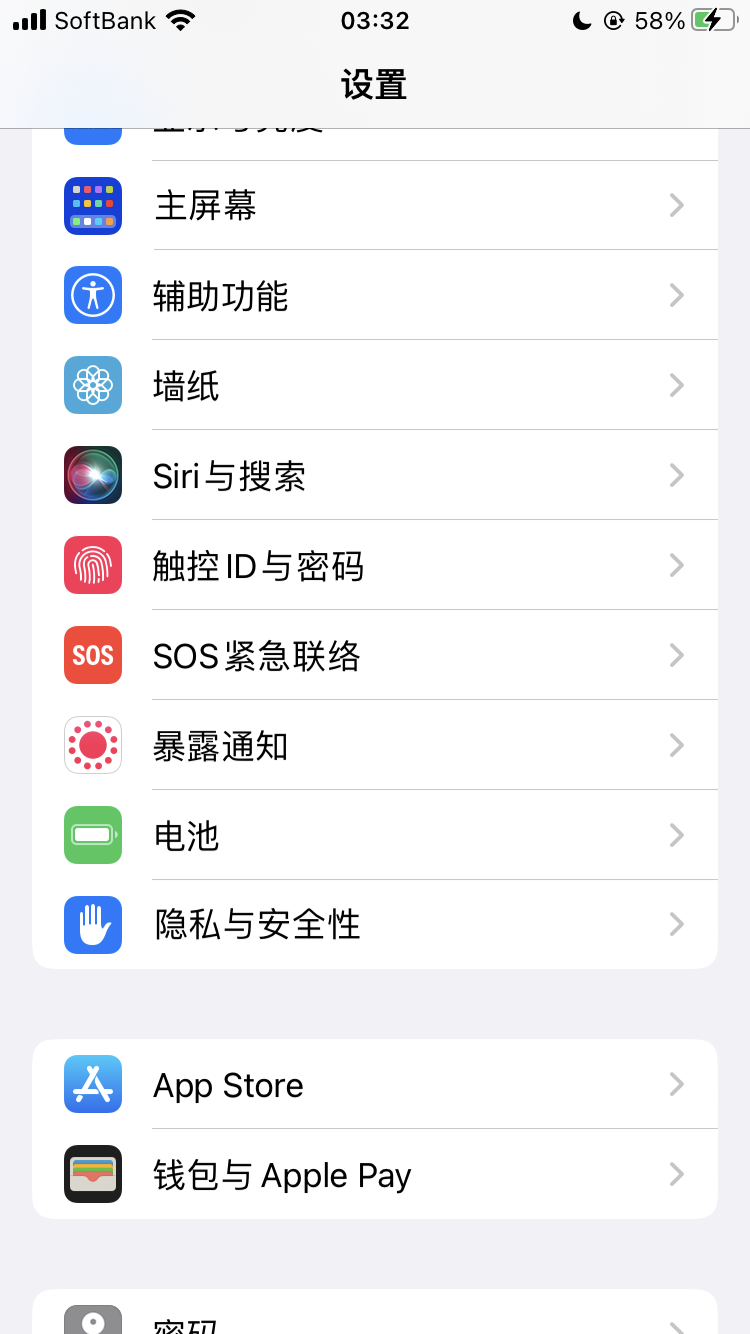 SoftBank 03:32 58%
设置
主屏幕
辅助功能
墙纸
Siri与搜索
触控ID与密码
SOS SOS紧急联络
暴露通知
电池
隐私与安全性
App Store
钱包与 Apple Pay
密码